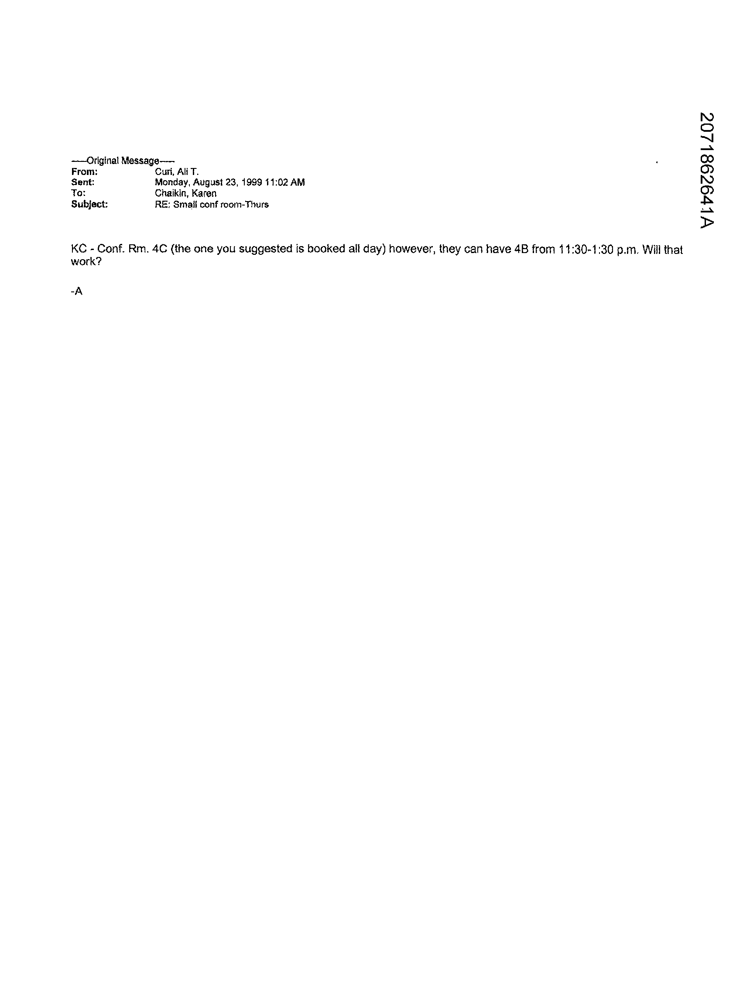 -----Original Message-----
From: Curi, Ali T.
Sent: Monday, August 23, 1999 11:02 AM
To: Chaikin, Karen
Subject: RE: Small conf room-Thurs
KC - Conf. Rm. 4C (the one you suggested is booked all day) however, they can have 4B from 11:30-1:30 p.m. Will that
work?
-A
2071862641A